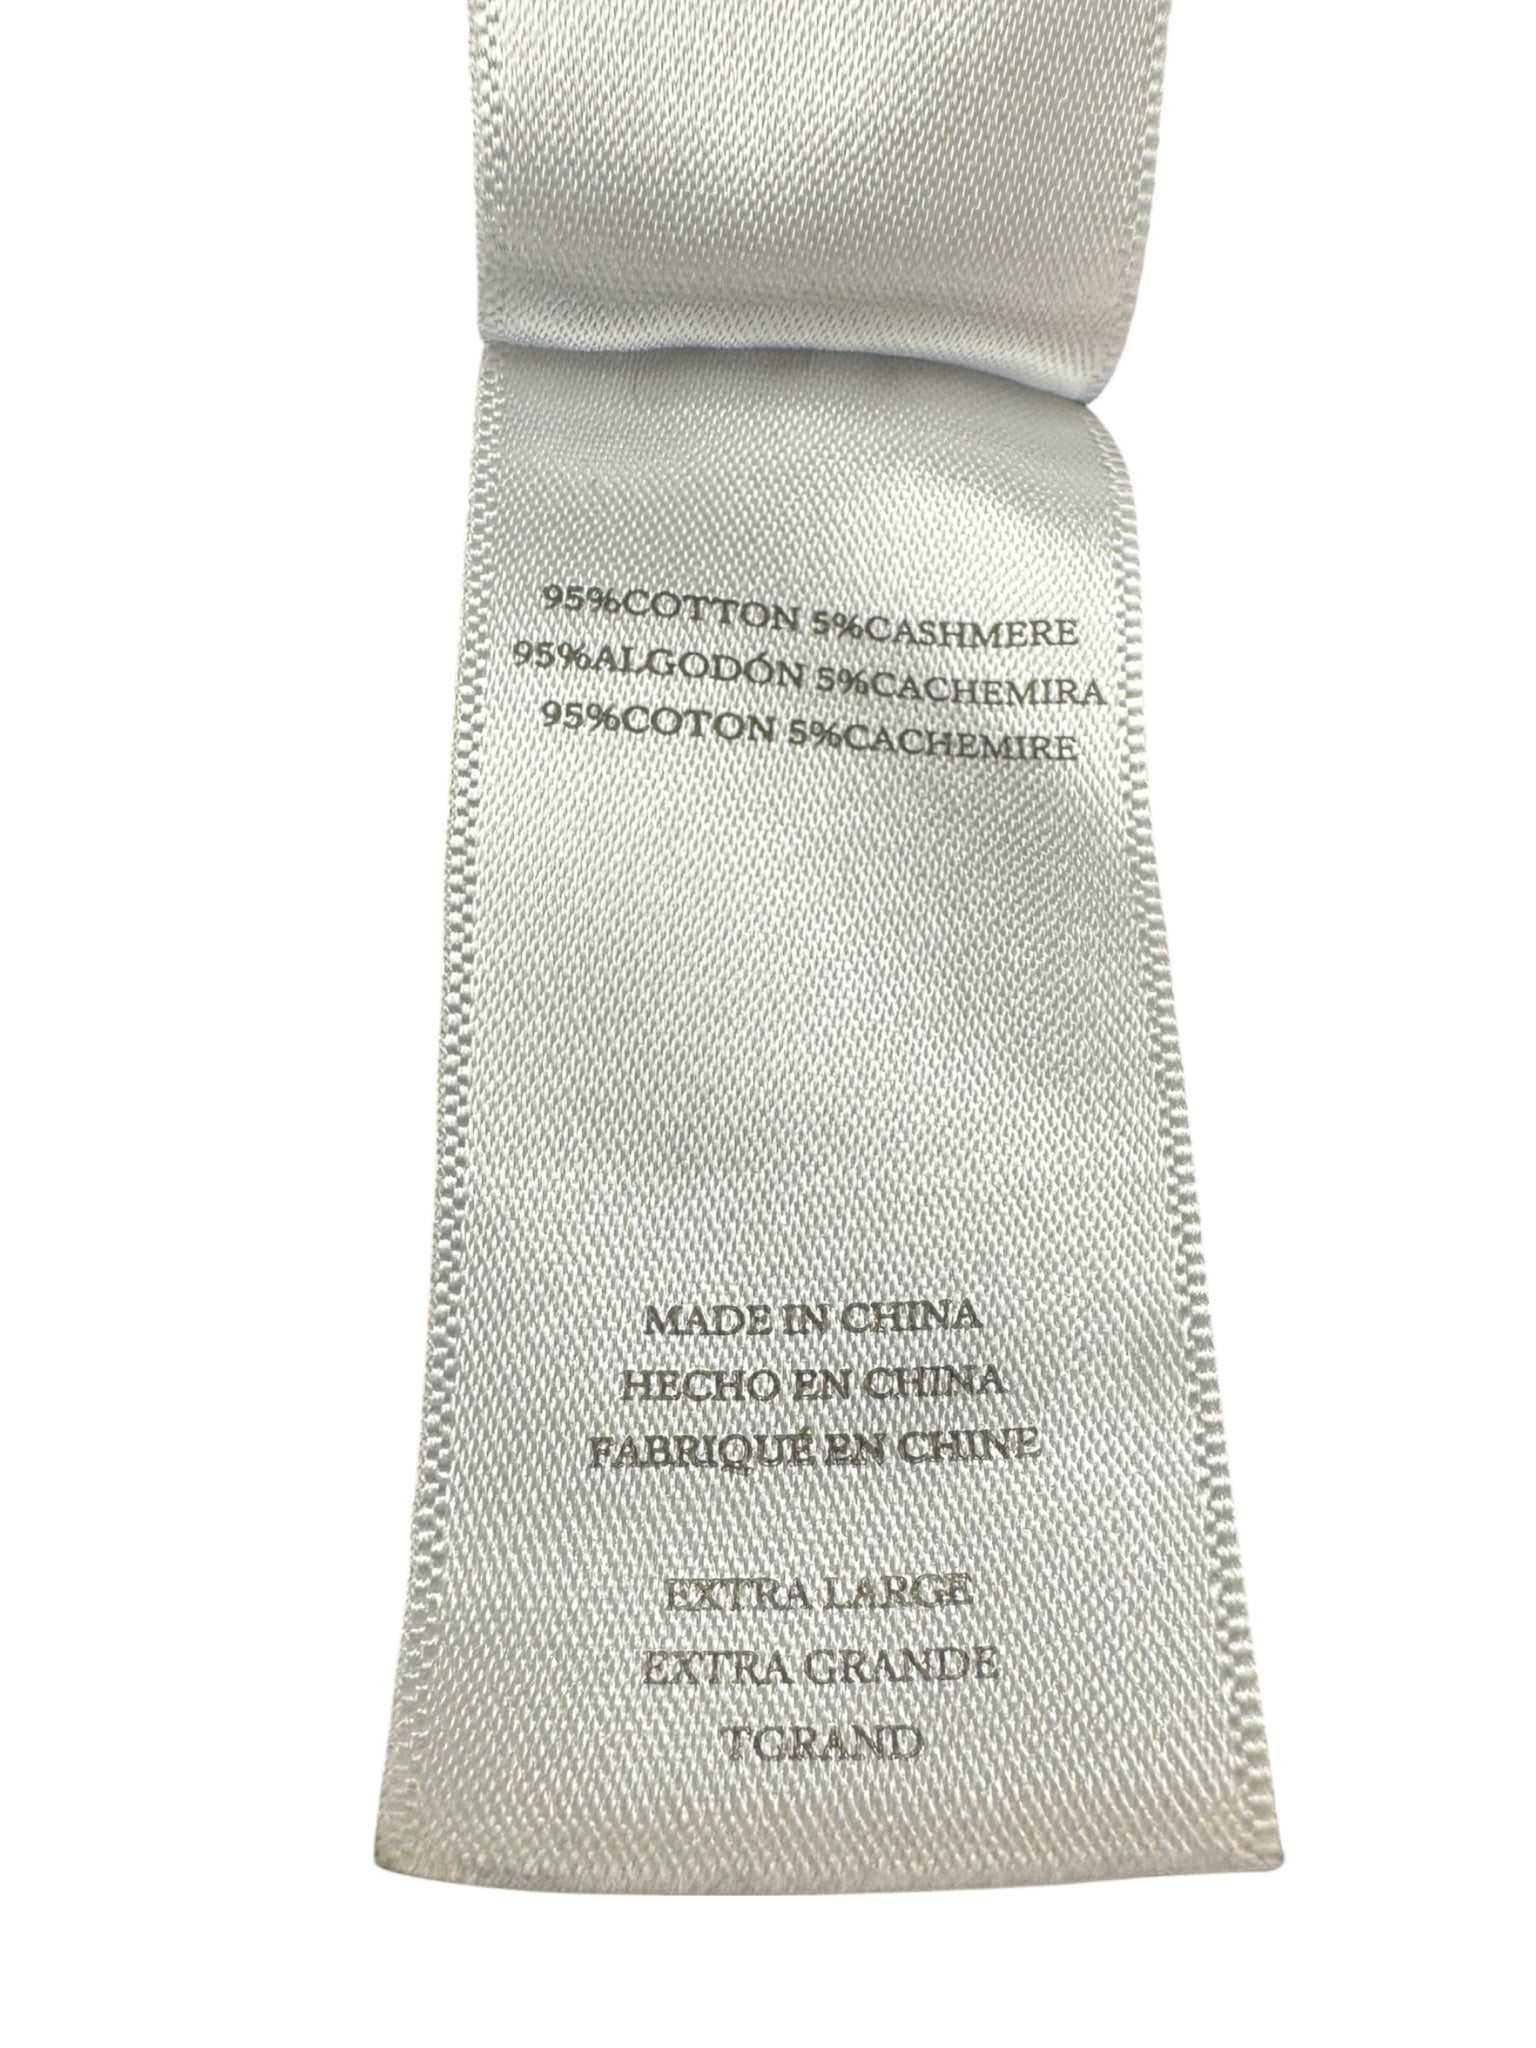 95%COTTON 5%CASHMERE
95%ALGODÓN 5%CACHEMIRA
95%COTON 5%CACHEMIRE
MADE IN CHINA
HECHO EN CHINA
FABRIQUÉ EN CHINE
EXTRA LARGE
EXTRA GRANDE
TGRAND